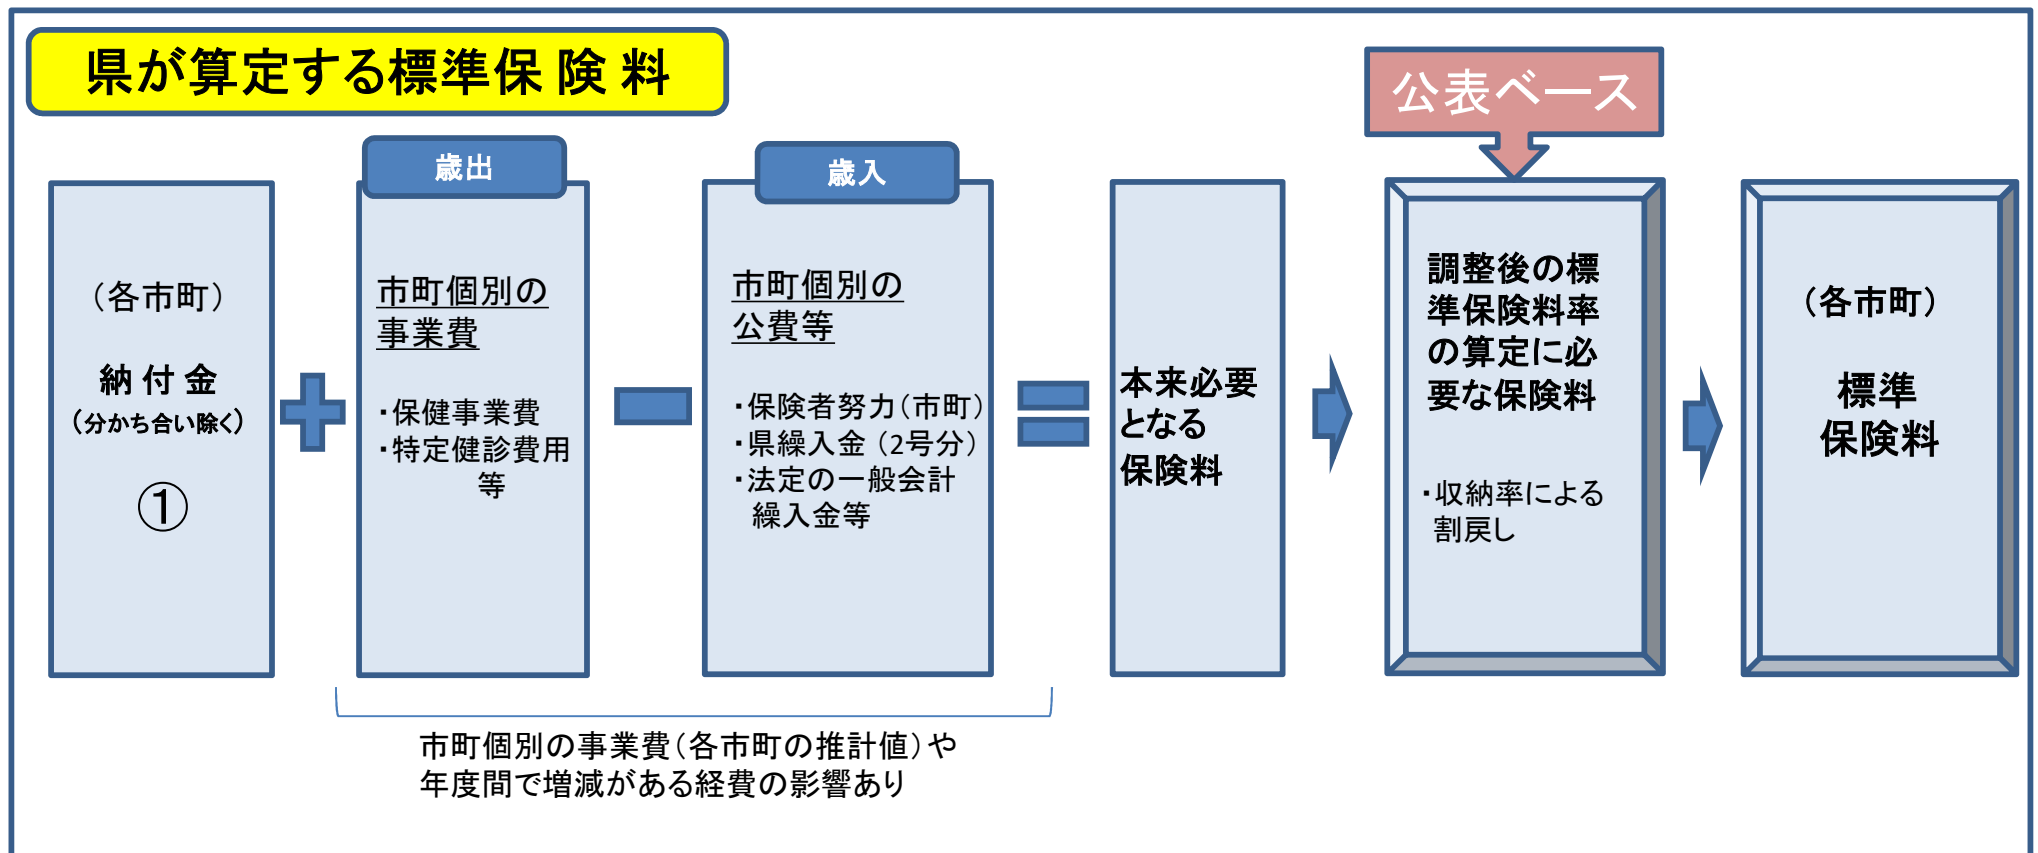 県が算定する標準保険料
公表ベース
(各市町)
納付金
(分かち合い除く)
①
歳出
市町個別の
事業費
・保健事業費
・特定健診費用
等
歳入
市町個別の
公費等
・保険者努力(市町)
・県繰入金(2号分)
・法定の一般会計
繰入金等
本来必要
となる
保険料
調整後の標
準保険料率
の算定に必
要な保険料
・収納率による
割戻し
(各市町)
標準
保険料
市町個別の事業費(各市町の推計値)や
年度間で増減がある経費の影響あり